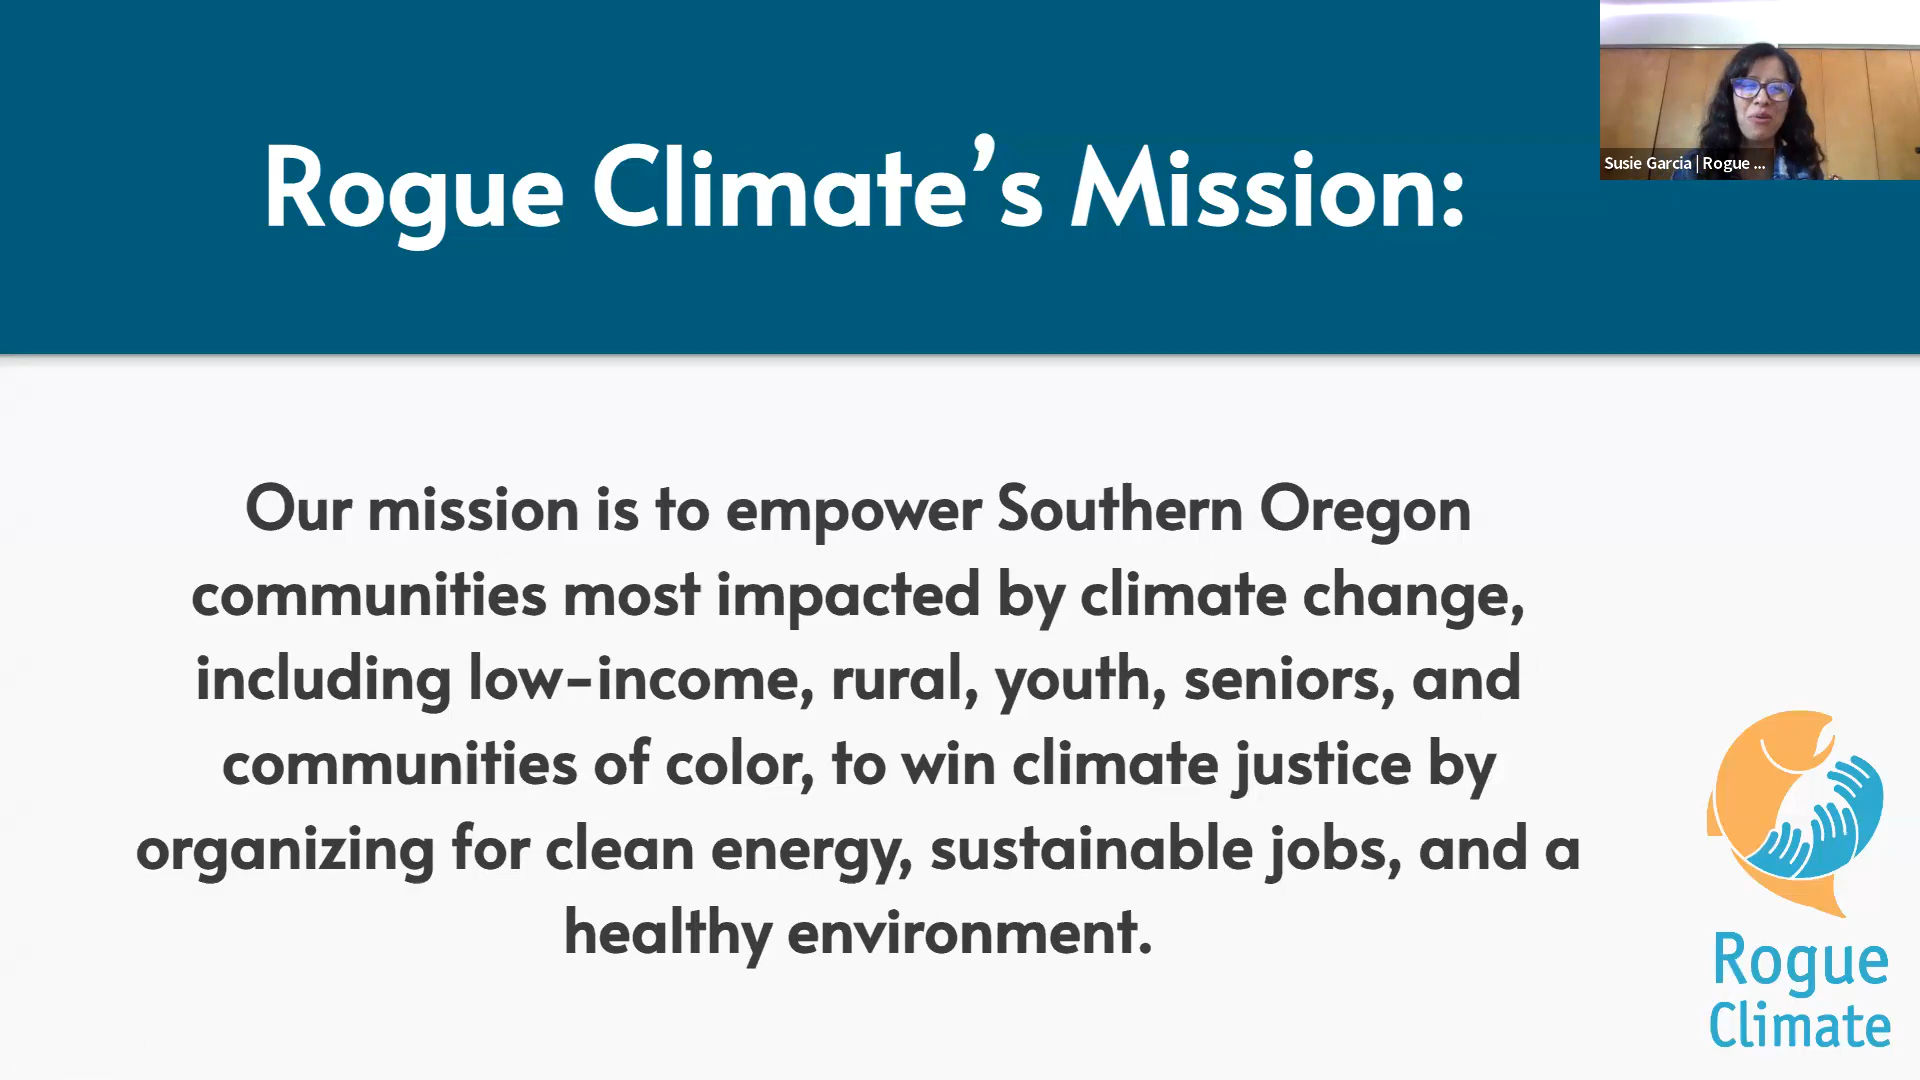 Rogue Climate’s Mission:
Susie Garcia | Rogue ...
Our mission is to empower Southern Oregon
communities most impacted by climate change,
including low-income, rural, youth, seniors, and
communities of color, to win climate justice by
organizing for clean energy, sustainable jobs, and a
healthy environment.
Rogue
Climate